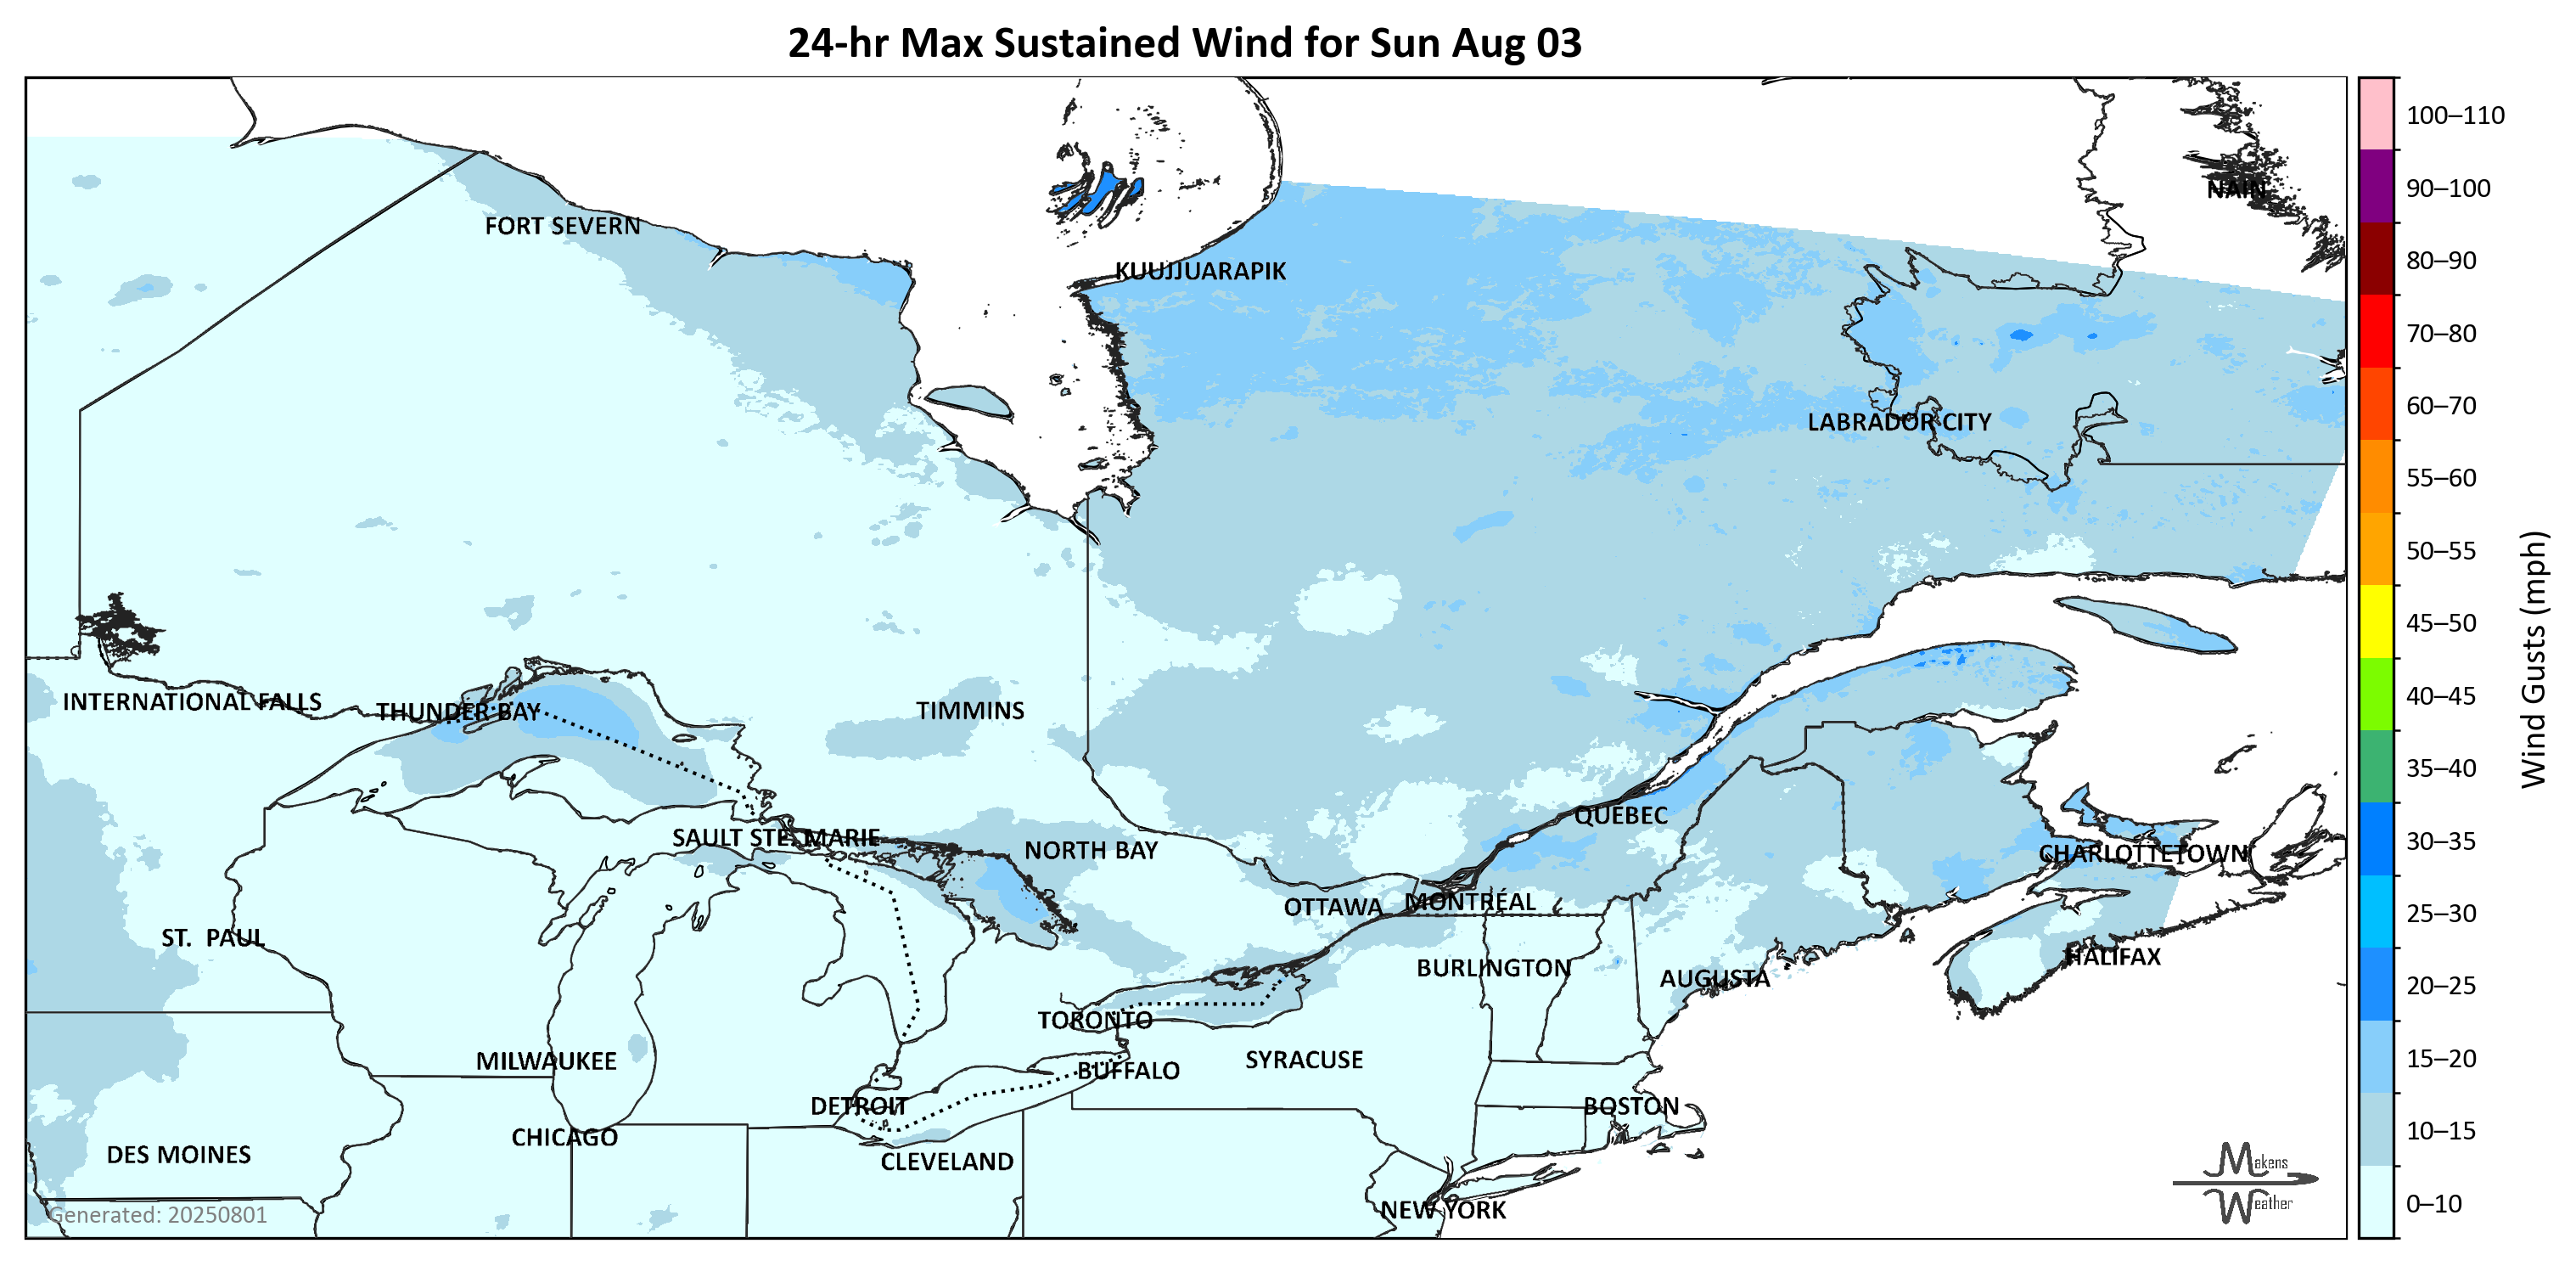 24-hr Max Sustained Wind for Sun Aug 03
100–110
90–100
80–90
70–80
60–70
55–60
50–55
45–50
40–45
35–40
30–35
25–30
20–25
15–20
10–15
0–10
Wind Gusts (mph)
NAIN
FORT SEVERN
KUUJJUARAPIK
LABRADOR CITY
INTERNATIONAL FALLS
THUNDER BAY
TIMMINS
QUEBEC
SAULT STE. MARIE
NORTH BAY
CHARLOTTETOWN
OTTAWA
MONTRÉAL
ST. PAUL
BURLINGTON
AUGUSTA
HALIFAX
TORONTO
MILWAUKEE
BUFFALO
SYRACUSE
DETROIT
BOSTON
CHICAGO
DES MOINES
CLEVELAND
NEW YORK
Generated: 20250801
Makens
Weather